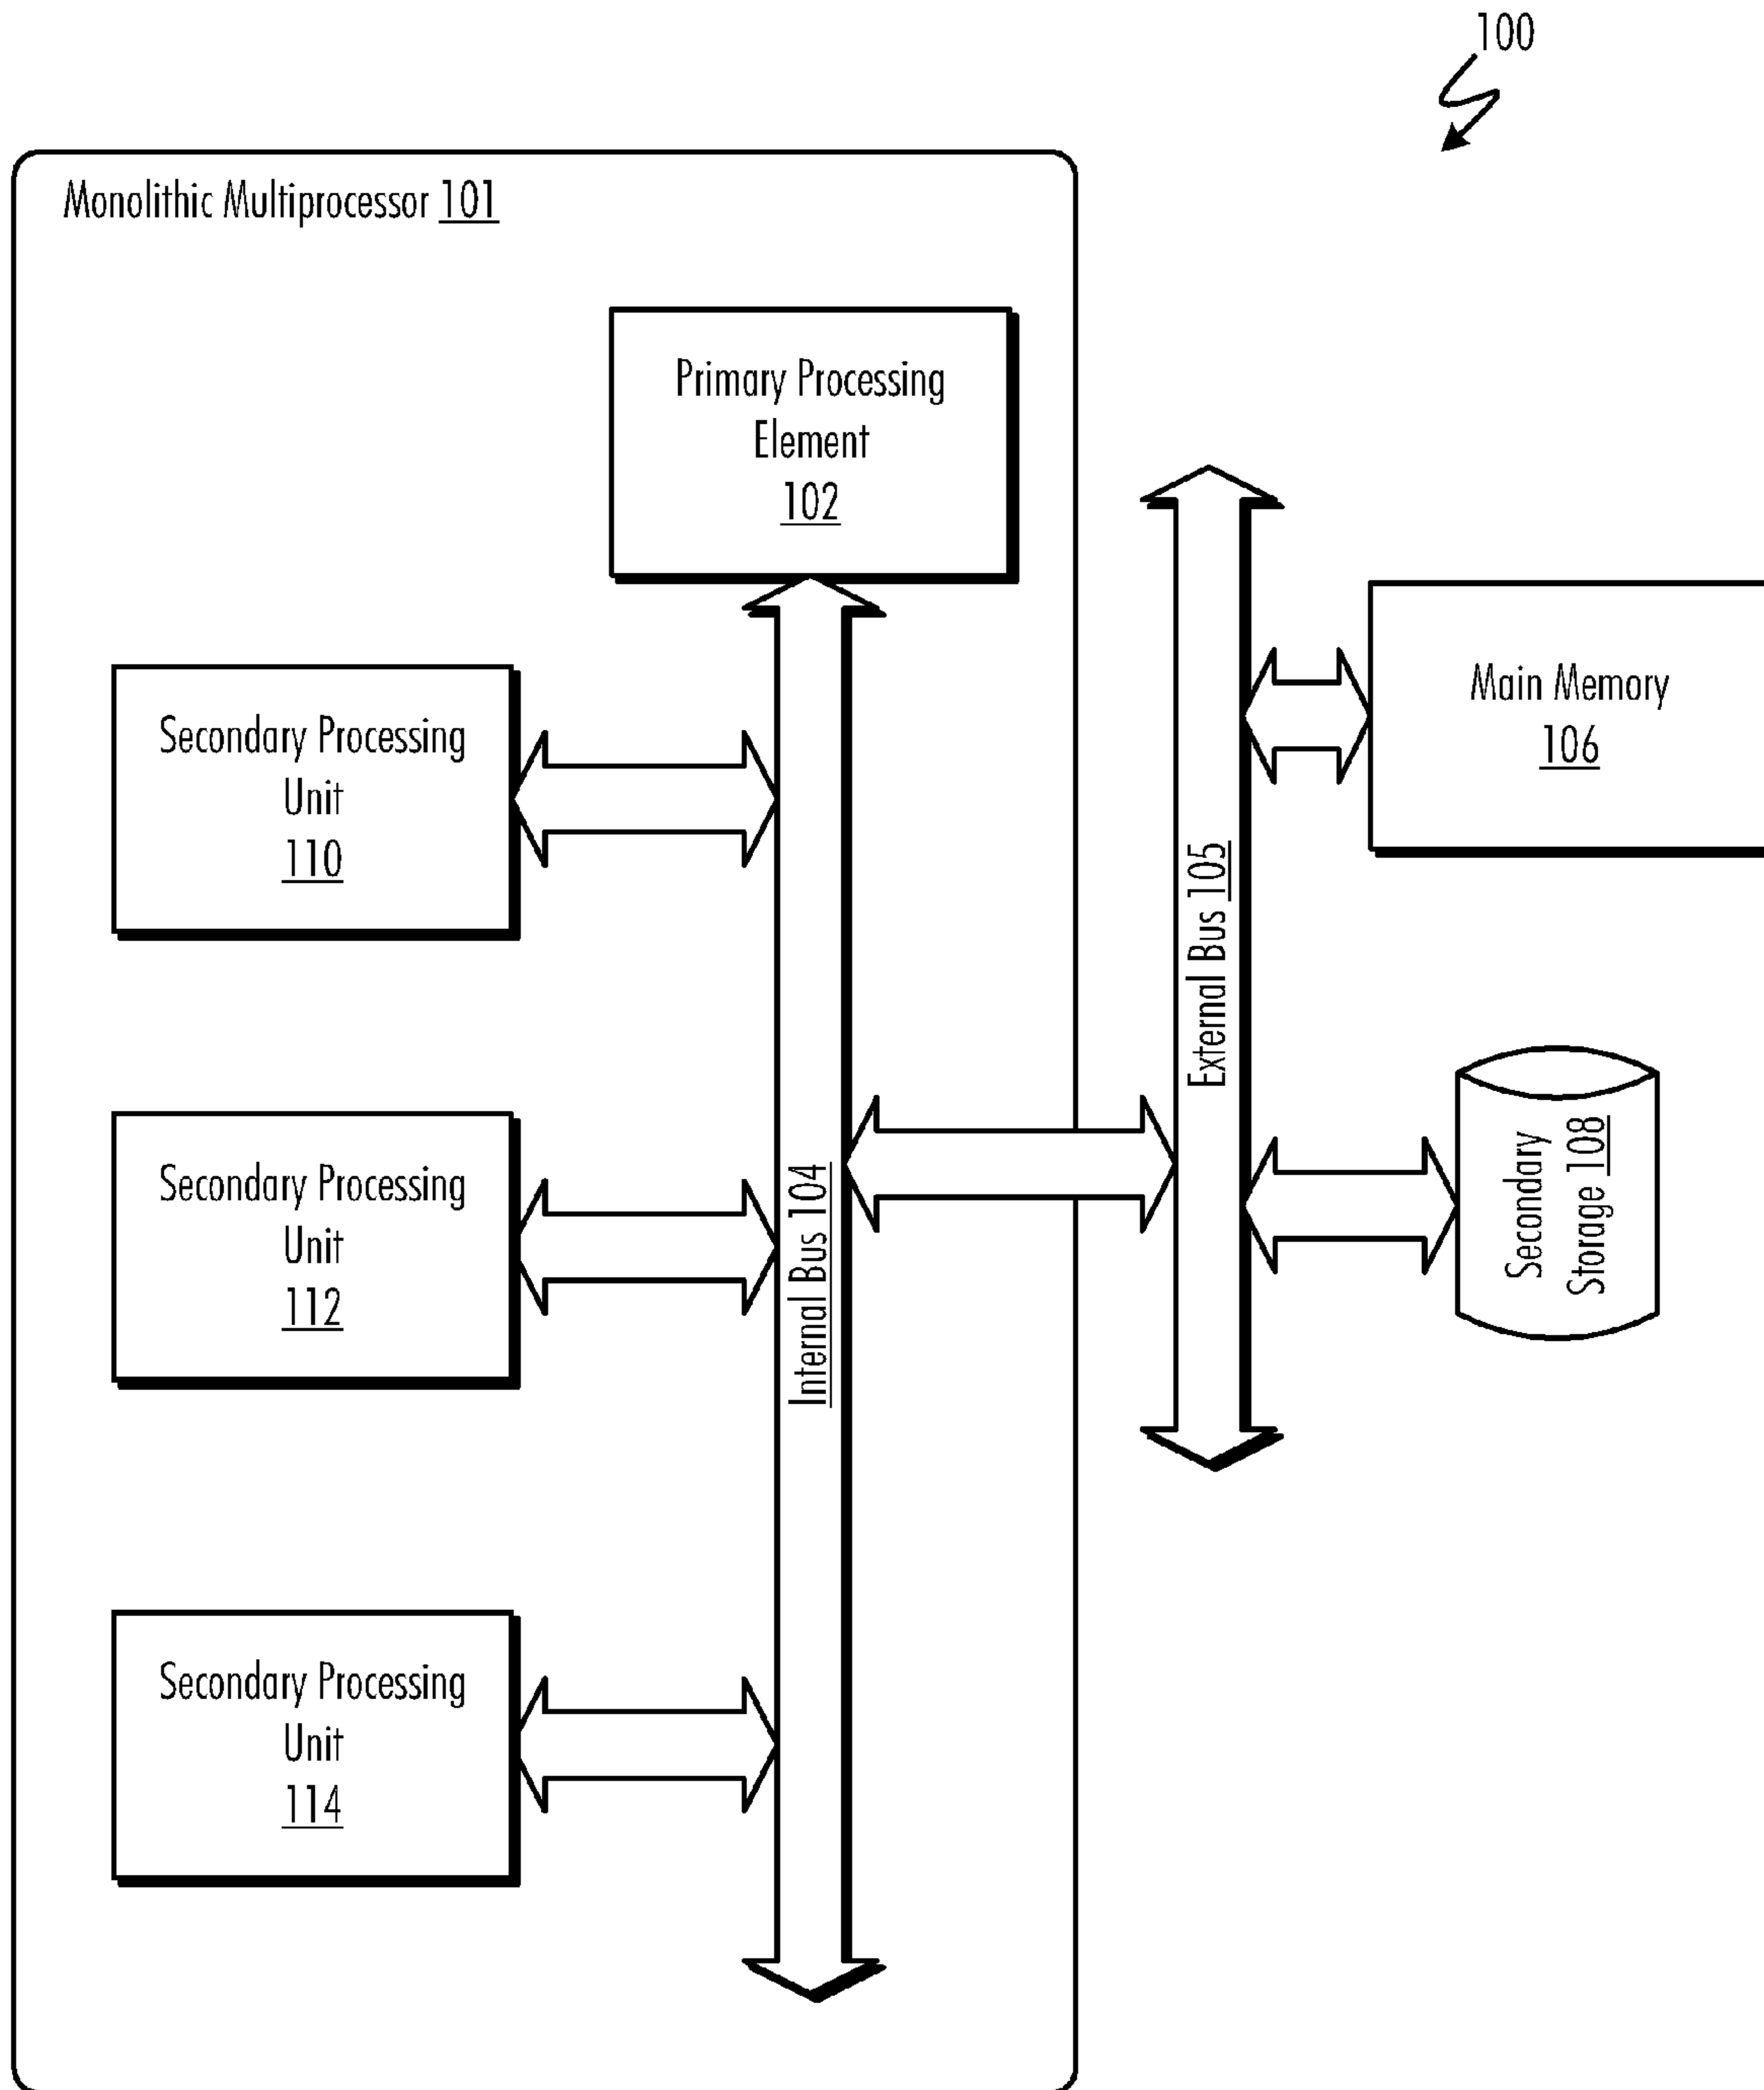 100
Monolithic Multiprocessor 101
Primary Processing
Element
102
Secondary Processing
Unit
110
Main Memory
106
External Bus 105
Secondary Processing
Unit
112
Internal Bus 104
Secondary
Storage 108
Secondary Processing
Unit
114